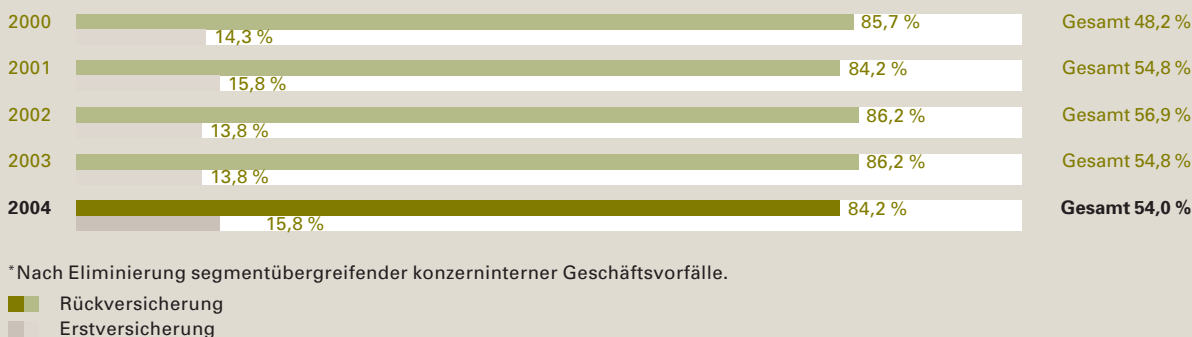 2000 85,7 % Gesamt 48,2 %
14,3 %
2001 84,2 % Gesamt 54,8 %
15,8 %
2002 86,2 % Gesamt 56,9 %
13,8 %
2003 86,2 % Gesamt 54,8 %
13,8 %
2004 84,2 % Gesamt 54,0 %
15,8 %
*Nach Eliminierung segmentübergreifender konzerninterner Geschäftsvorfälle.
Rückversicherung
Erstversicherung